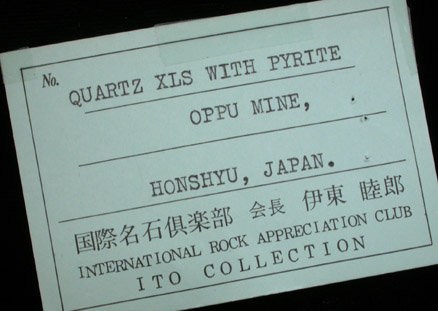 No.
QUARTZ XLS WITH PYRITE
OPPU MINE,
HONSHYU, JAPAN.
国際名石倶楽部 会長 伊東 睦郎
INTERNATIONAL ROCK APPRECIATION CLUB
ITO COLLECTION